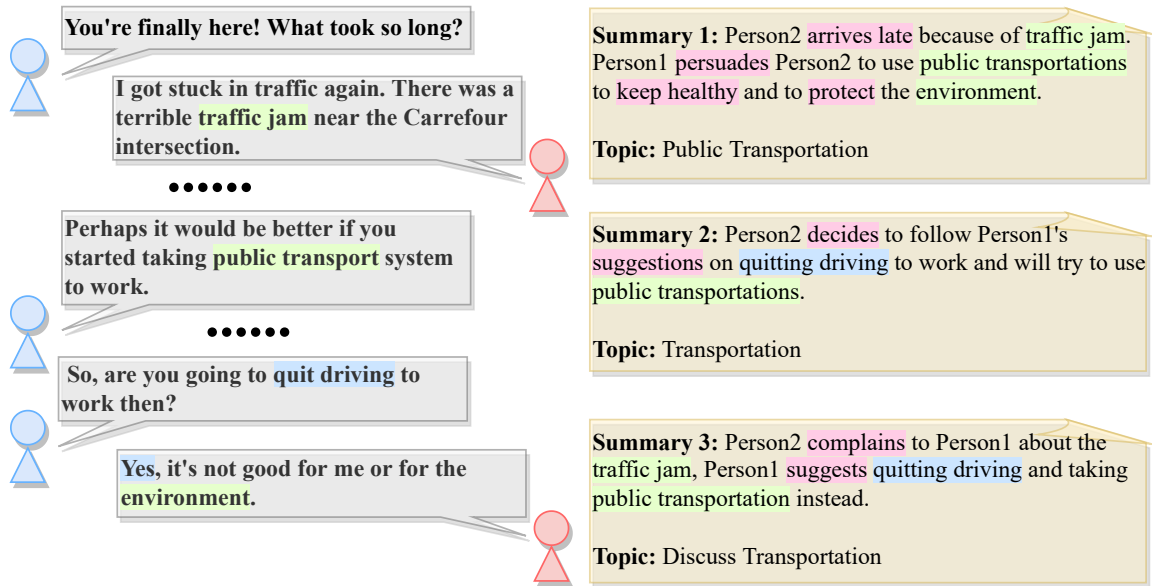 You're finally here! What took so long?
I got stuck in traffic again. There was a
terrible traffic jam near the Carrefour
intersection.
Perhaps it would be better if you
started taking public transport system
to work.
So, are you going to quit driving to
work then?
Yes, it's not good for me or for the
environment.
Summary 1: Person2 arrives late because of traffic jam.
Person1 persuades Person2 to use public transportations
to keep healthy and to protect the environment.
Topic: Public Transportation
Summary 2: Person2 decides to follow Person1's
suggestions on quitting driving to work and will try to use
public transportations.
Topic: Transportation
Summary 3: Person2 complains to Person1 about the
traffic jam, Person1 suggests quitting driving and taking
public transportation instead.
Topic: Discuss Transportation